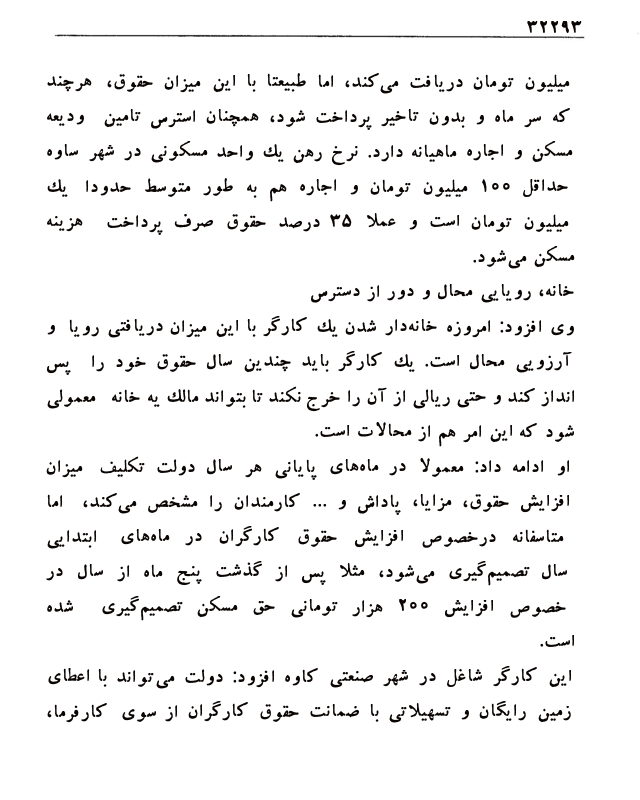 ۳۲۲۹۳
میلیون تومان دریافت می‌کند، اما طبیعتا با این میزان حقوق، هرچند
که سر ماه و بدون تاخیر پرداخت شود، همچنان استرس تامین ودیعه
مسکن و اجاره ماهیانه دارد. نرخ رهن یك واحد مسکونی در شهر ساوه
حداقل ۱۰۰ میلیون تومان و اجاره هم به طور متوسط حدودا یك
میلیون تومان است و عملا ۳۵ درصد حقوق صرف پرداخت هزینه
مسکن می‌شود.
خانه، رویایی محال و دور از دسترس
وی افزود: امروزه خانه‌دار شدن یك کارگر با این میزان دریافتی رویا و
آرزویی محال است. یك کارگر باید چندین سال حقوق خود را پس
انداز کند و حتی ریالی از آن را خرج نکند تا بتواند مالك یه خانه معمولی
شود که این امر هم از محالات است.
او ادامه داد: معمولا در ماه‌های پایانی هر سال دولت تکلیف میزان
افزایش حقوق، مزایا، پاداش و ... کارمندان را مشخص می‌کند، اما
متاسفانه درخصوص افزایش حقوق کارگران در ماه‌های ابتدایی
سال تصمیم‌گیری می‌شود، مثلا پس از گذشت پنج ماه از سال در
خصوص افزایش ۲۰۰ هزار تومانی حق مسکن تصمیم‌گیری شده
است.
این کارگر شاغل در شهر صنعتی کاوه افزود: دولت می‌تواند با اعطای
زمین رایگان و تسهیلاتی با ضمانت حقوق کارگران از سوی کارفرما،